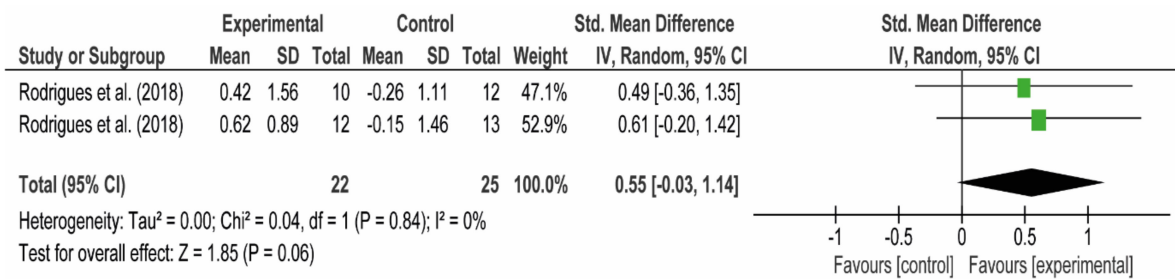 Experimental Control Std. Mean Difference Std. Mean Difference
Study or Subgroup Mean SD Total Mean SD Total Weight IV, Random, 95% CI IV, Random, 95% CI
Rodrigues et al. (2018) 0.42 1.56 10 -0.26 1.11 12 47.1% 0.49 [-0.36, 1.35]
Rodrigues et al. (2018) 0.62 0.89 12 -0.15 1.46 13 52.9% 0.61 [-0.20, 1.42]
Total (95% CI) 22 25 100.0% 0.55 [-0.03, 1.14]
Heterogeneity: Tau² = 0.00; Chi² = 0.04, df = 1 (P = 0.84); I² = 0%
Test for overall effect: Z = 1.85 (P = 0.06)
-1 -0.5 0 0.5 1
Favours [control] Favours [experimental]